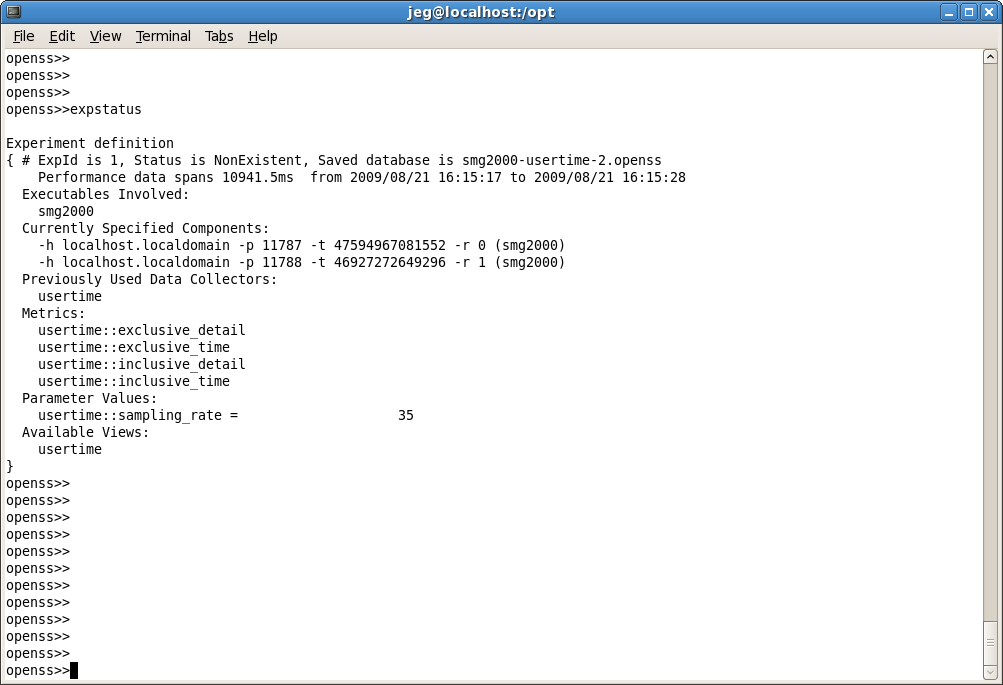 jeg@localhost:/opt
File Edit View Terminal Tabs Help
openss>>
openss>>
openss>>
openss>>expstatus
Experiment definition
{ # ExpId is 1, Status is NonExistent, Saved database is smg2000-usertime-2.openss
    Performance data spans 10941.5ms  from 2009/08/21 16:15:17 to 2009/08/21 16:15:28
  Executables Involved:
    smg2000
  Currently Specified Components:
    -h localhost.localdomain -p 11787 -t 47594967081552 -r 0 (smg2000)
    -h localhost.localdomain -p 11788 -t 46927272649296 -r 1 (smg2000)
  Previously Used Data Collectors:
    usertime
  Metrics:
    usertime::exclusive_detail
    usertime::exclusive_time
    usertime::inclusive_detail
    usertime::inclusive_time
  Parameter Values:
    usertime::sampling_rate =                    35
  Available Views:
    usertime
}
openss>>
openss>>
openss>>
openss>>
openss>>
openss>>
openss>>
openss>>
openss>>
openss>>
openss>>
openss>>